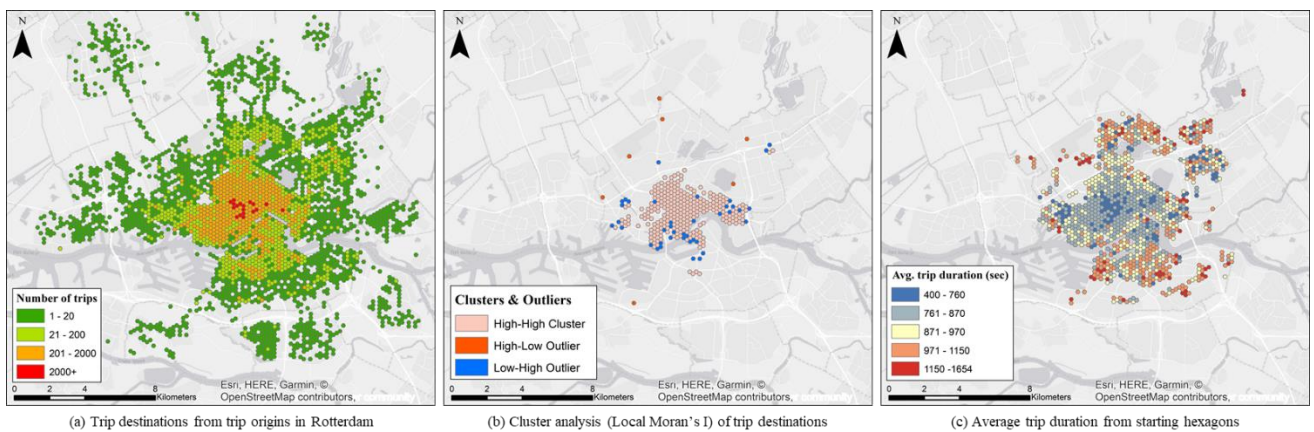 N
Number of trips
1 - 20
21 - 200
201 - 2000
2000+
0 2 4 8
Kilometers
Esri, HERE, Garmin, ©
OpenStreetMap contributors,
(a) Trip destinations from trip origins in Rotterdam
N
Clusters & Outliers
High-High Cluster
High-Low Outlier
Low-High Outlier
0 2 4 8
Kilometers
Esri, HERE, Garmin, ©
OpenStreetMap contributors,
(b) Cluster analysis (Local Moran's I) of trip destinations
N
Avg. trip duration (sec)
400 - 760
761 - 870
871 - 970
971 - 1150
1150 -1654
0 2 4 8
Kilometers
Esri, HERE, Garmin, ©
OpenStreetMap contributors, community
(c) Average trip duration from starting hexagons